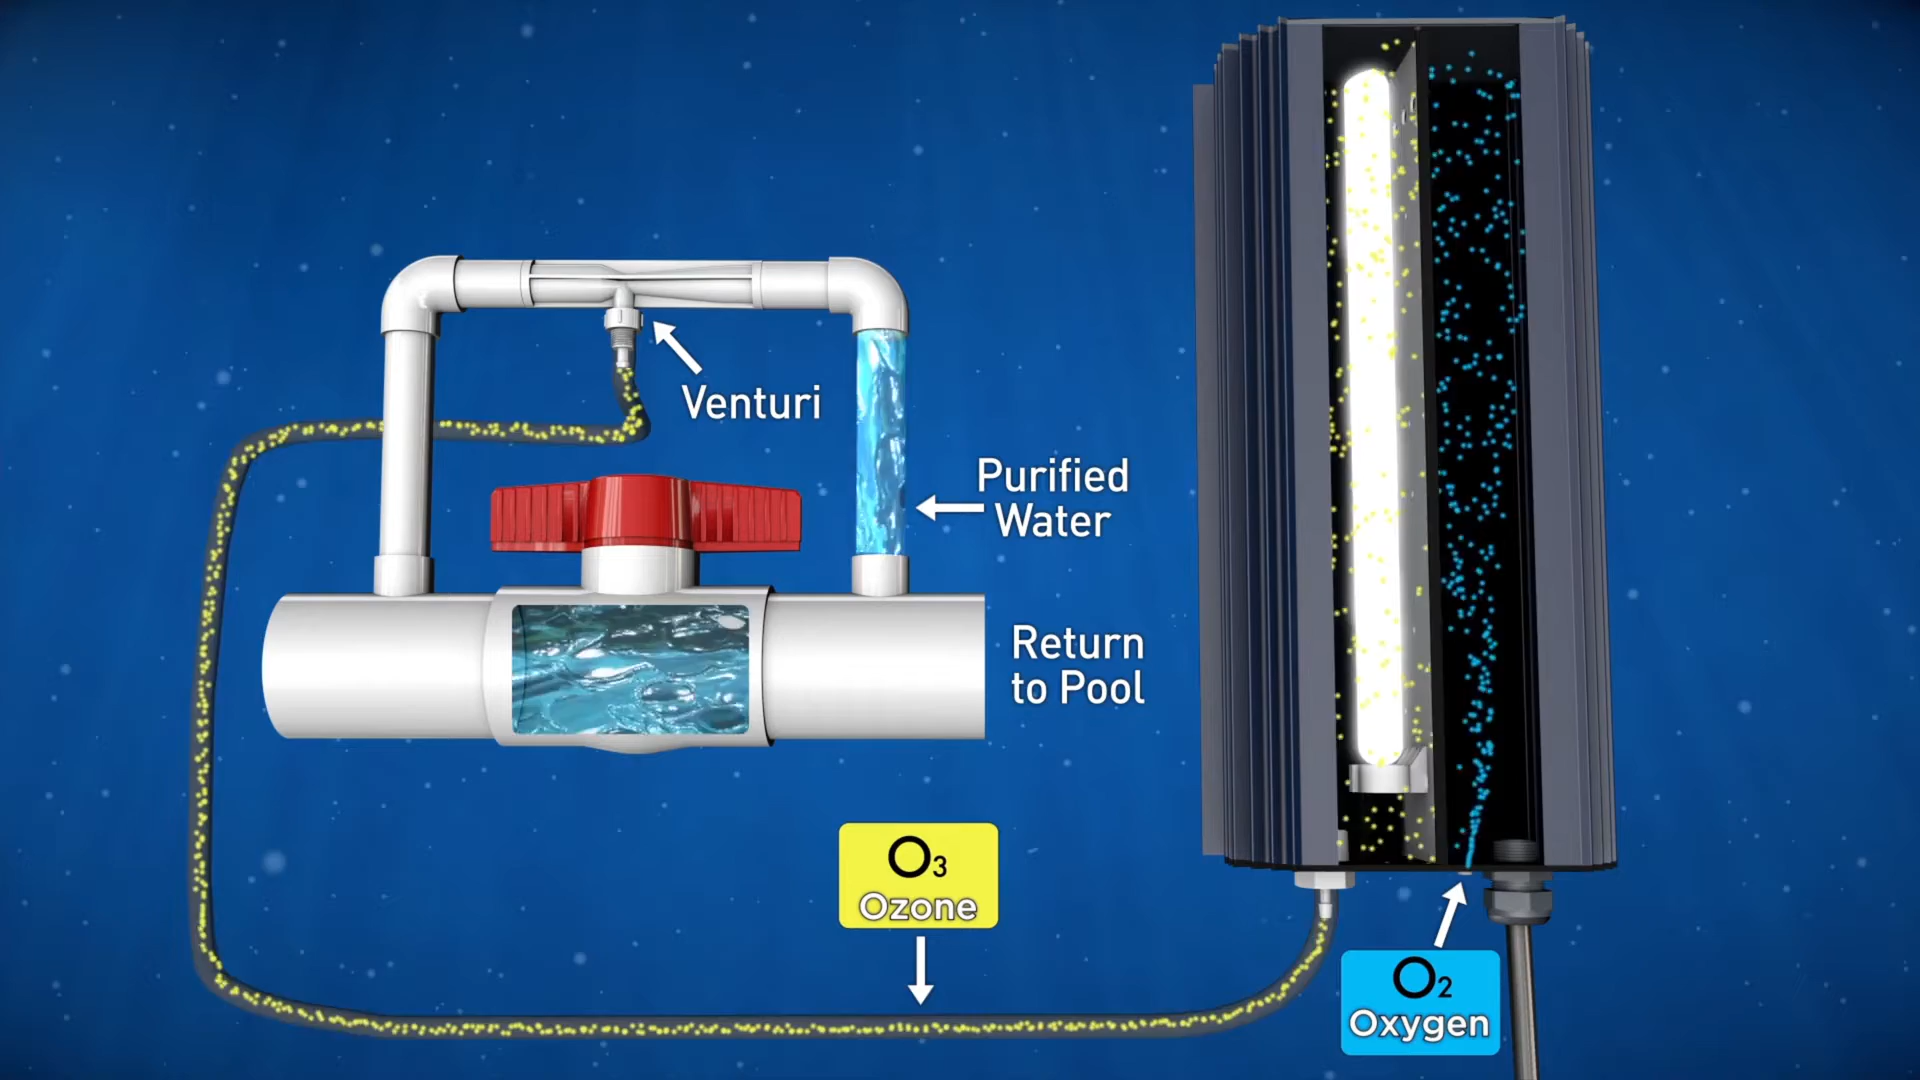 Venturi
Purified
Water
Return
to Pool
O₃
Ozone
O₂
Oxygen